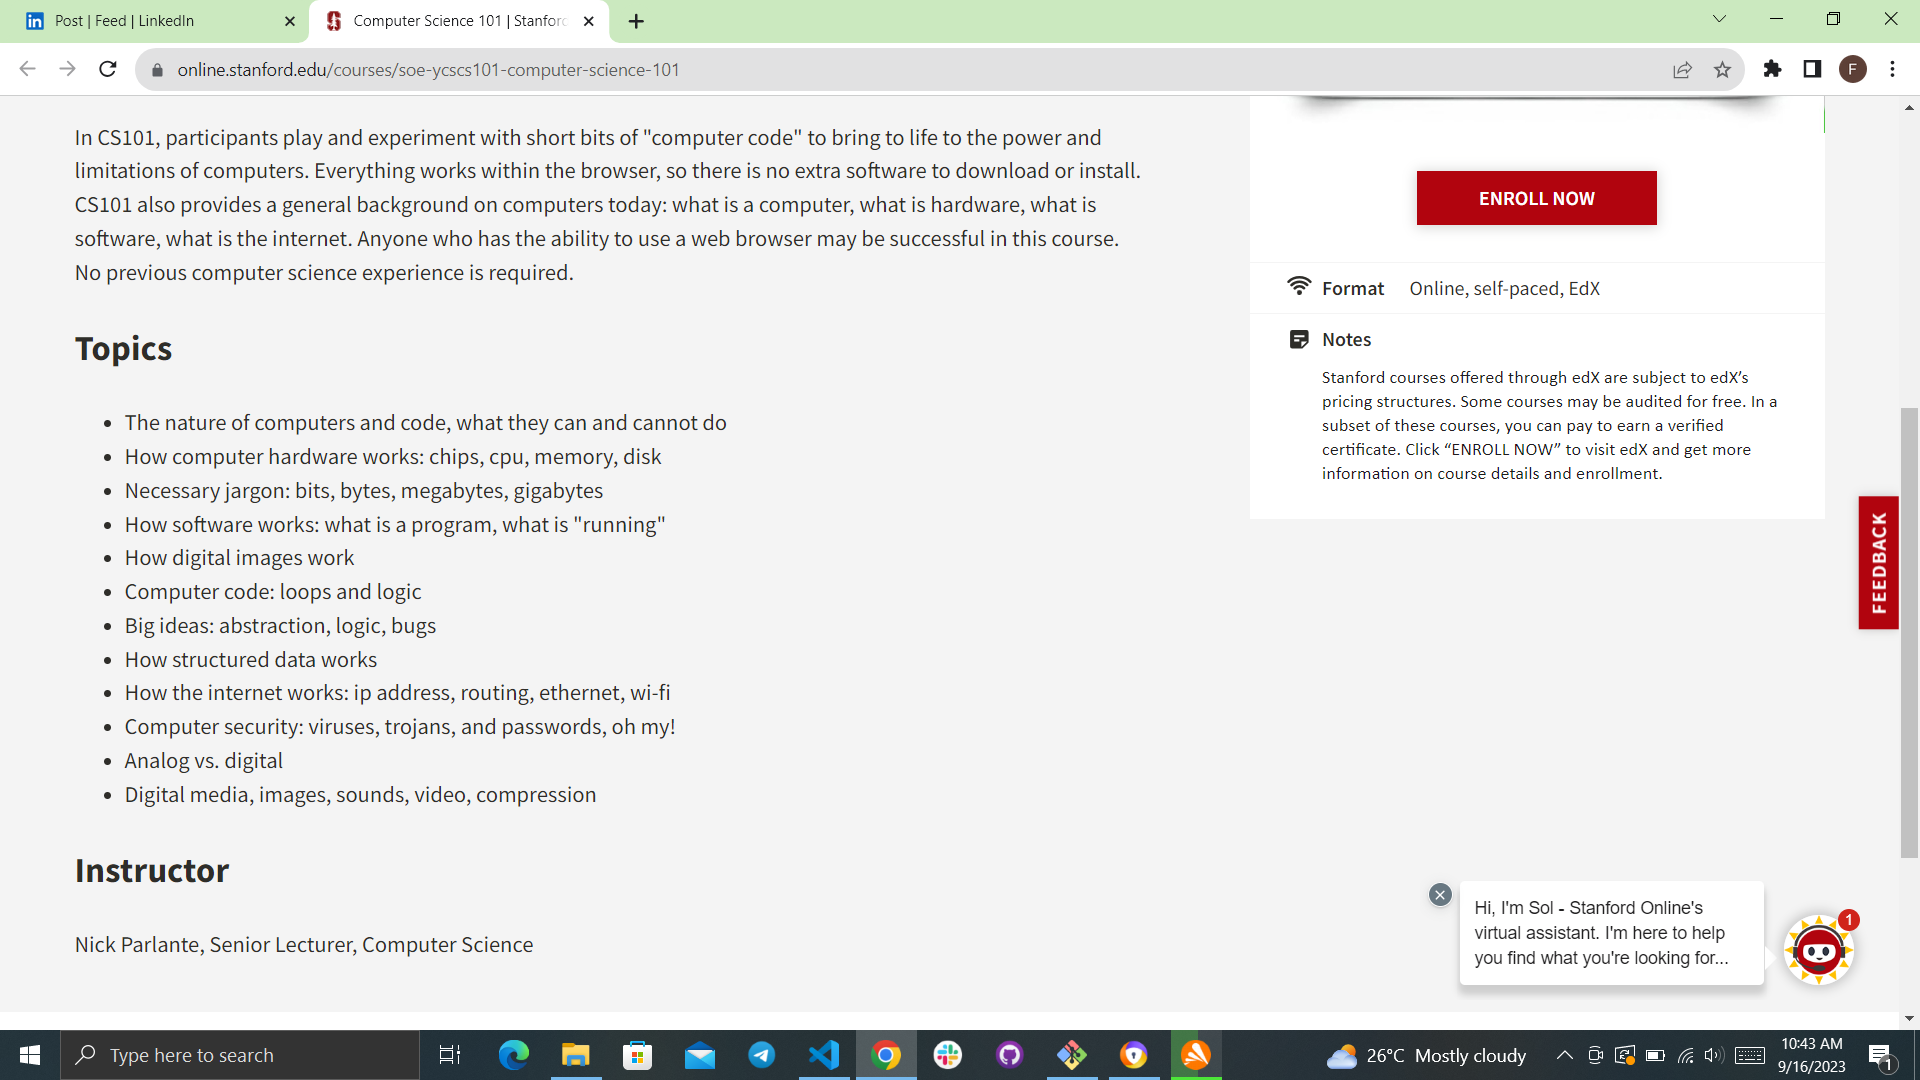 Post | Feed | LinkedIn
Computer Science 101 | Stanford
online.stanford.edu/courses/soe-ycscs101-computer-science-101
F
In CS101, participants play and experiment with short bits of "computer code" to bring to life to the power and
limitations of computers. Everything works within the browser, so there is no extra software to download or install.
CS101 also provides a general background on computers today: what is a computer, what is hardware, what is
software, what is the internet. Anyone who has the ability to use a web browser may be successful in this course.
No previous computer science experience is required.
Topics
The nature of computers and code, what they can and cannot do
How computer hardware works: chips, cpu, memory, disk
Necessary jargon: bits, bytes, megabytes, gigabytes
How software works: what is a program, what is "running"
How digital images work
Computer code: loops and logic
Big ideas: abstraction, logic, bugs
How structured data works
How the internet works: ip address, routing, ethernet, wi-fi
Computer security: viruses, trojans, and passwords, oh my!
Analog vs. digital
Digital media, images, sounds, video, compression
Instructor
Nick Parlante, Senior Lecturer, Computer Science
ENROLL NOW
Format Online, self-paced, EdX
Notes
Stanford courses offered through edX are subject to edX’s
pricing structures. Some courses may be audited for free. In a
subset of these courses, you can pay to earn a verified
certificate. Click “ENROLL NOW” to visit edX and get more
information on course details and enrollment.
FEEDBACK
Hi, I'm Sol - Stanford Online's
virtual assistant. I'm here to help
you find what you're looking for...
1
Type here to search
26°C Mostly cloudy
10:43 AM
9/16/2023
1